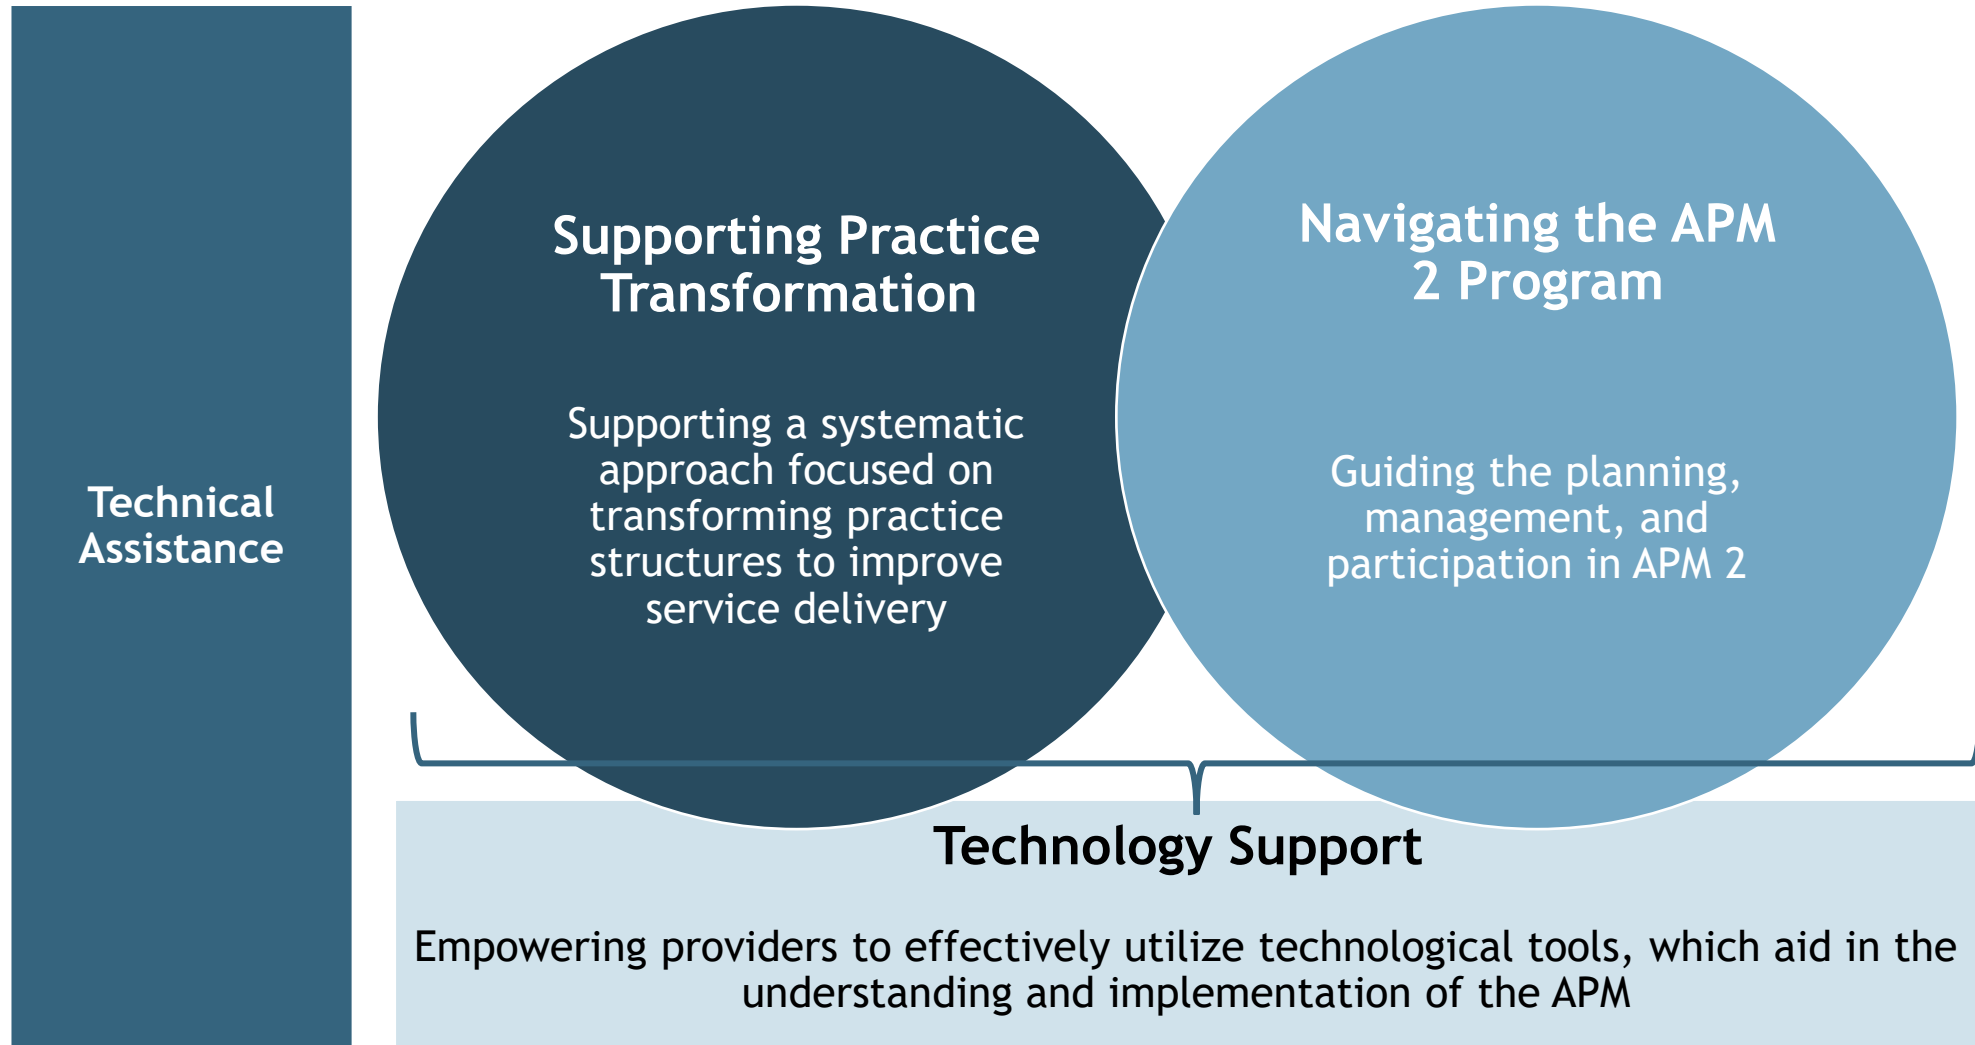 Technical
Assistance
Supporting Practice
Transformation
Supporting a systematic
approach focused on
transforming practice
structures to improve
service delivery
Navigating the APM
2 Program
Guiding the planning,
management, and
participation in APM 2
Technology Support
Empowering providers to effectively utilize technological tools, which aid in the
understanding and implementation of the APM